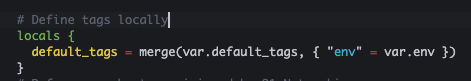 # Define tags locally
locals {
  default_tags = merge(var.default_tags, { "env" = var.env })
}